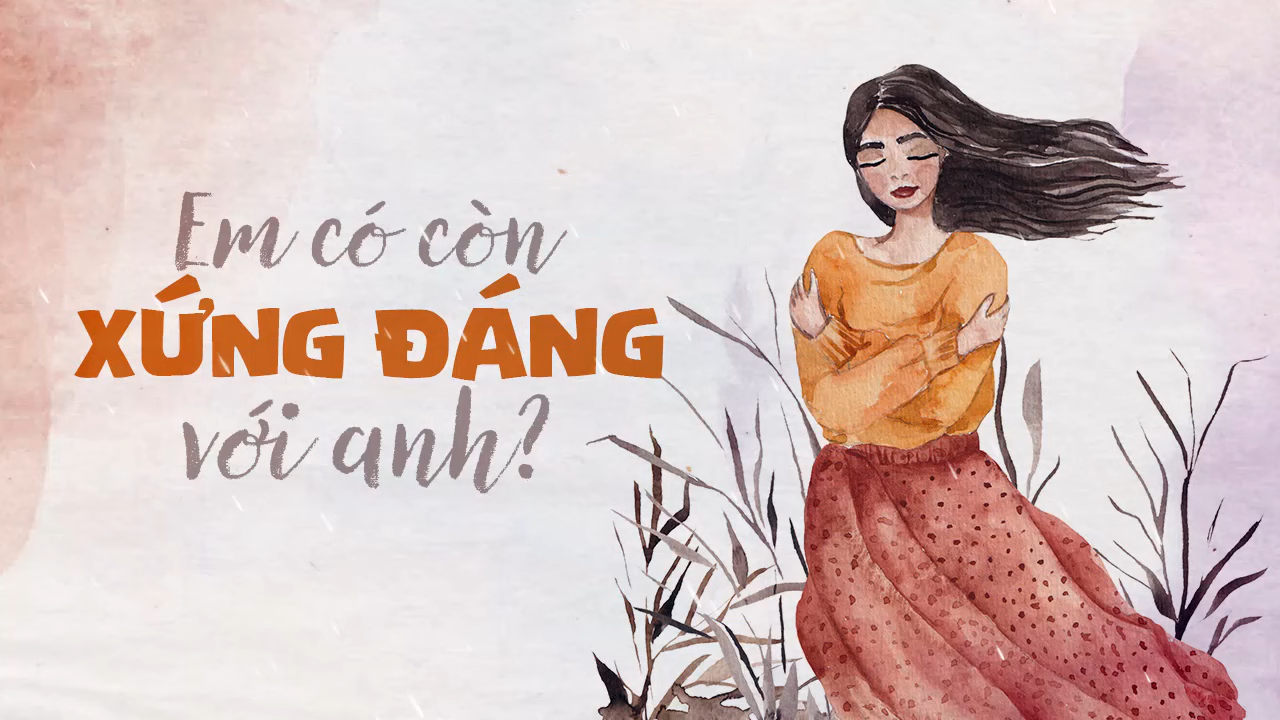 Em có còn
XỨNG ĐÁNG
với anh?